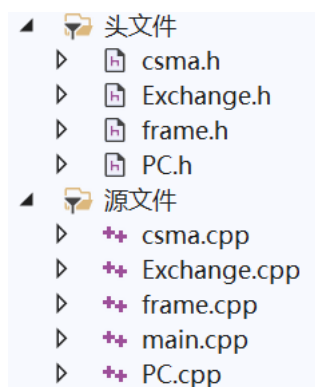 头文件
csma.h
Exchange.h
frame.h
PC.h
源文件
csma.cpp
Exchange.cpp
frame.cpp
main.cpp
PC.cpp